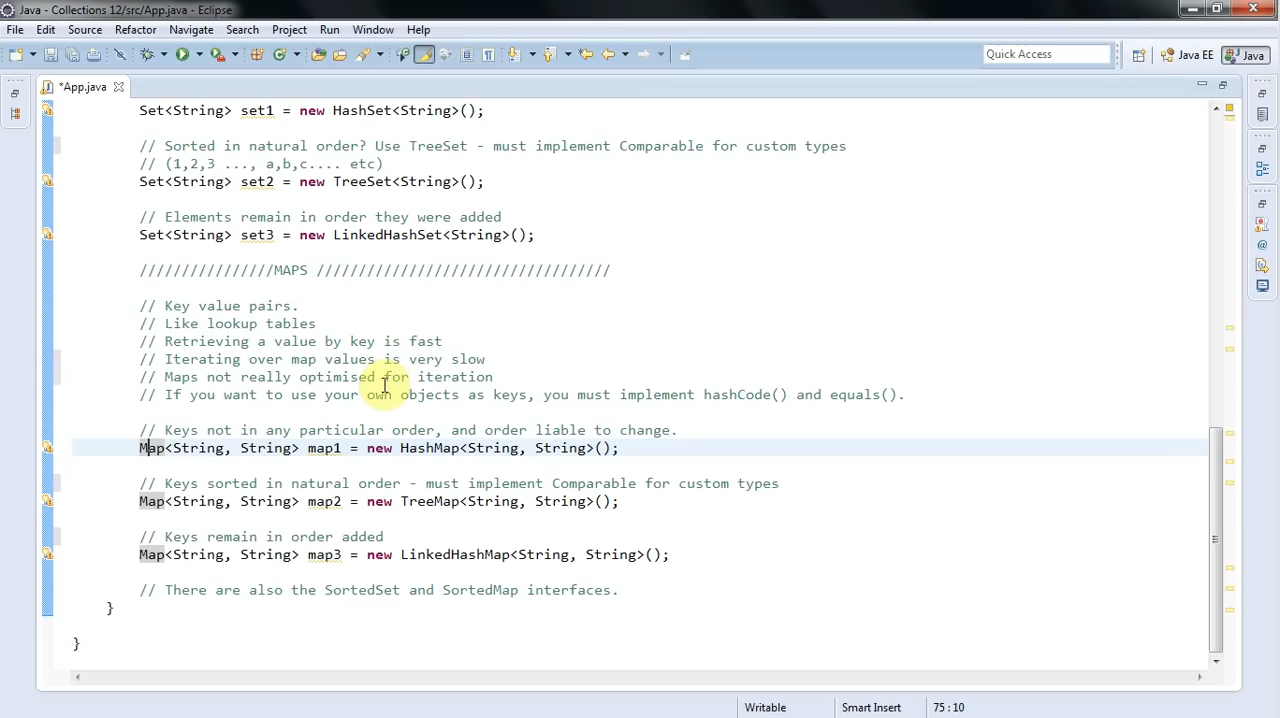 Java - Collections 12/src/App.java - Eclipse
File Edit Source Refactor Navigate Search Project Run Window Help
Quick Access
Java EE
Java
*App.java
Set<String> set1 = new HashSet<String>();
// Sorted in natural order? Use TreeSet - must implement Comparable for custom types
// (1,2,3 ..., a,b,c.... etc)
Set<String> set2 = new TreeSet<String>();
// Elements remain in order they were added
Set<String> set3 = new LinkedHashSet<String>();
////////////////MAPS ///////////////////////////////////
// Key value pairs.
// Like lookup tables
// Retrieving a value by key is fast
// Iterating over map values is very slow
// Maps not really optimised for iteration
// If you want to use your own objects as keys, you must implement hashCode() and equals().
// Keys not in any particular order, and order liable to change.
Map<String, String> map1 = new HashMap<String, String>();
// Keys sorted in natural order - must implement Comparable for custom types
Map<String, String> map2 = new TreeMap<String, String>();
// Keys remain in order added
Map<String, String> map3 = new LinkedHashMap<String, String>();
// There are also the SortedSet and SortedMap interfaces.
}
}
Writable
Smart Insert
75 : 10